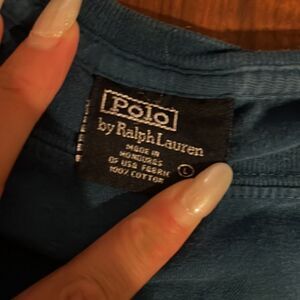 Polo
by Ralph Lauren
MADE IN
HONDURAS
OF USA FABRIC
100% COTTON
L